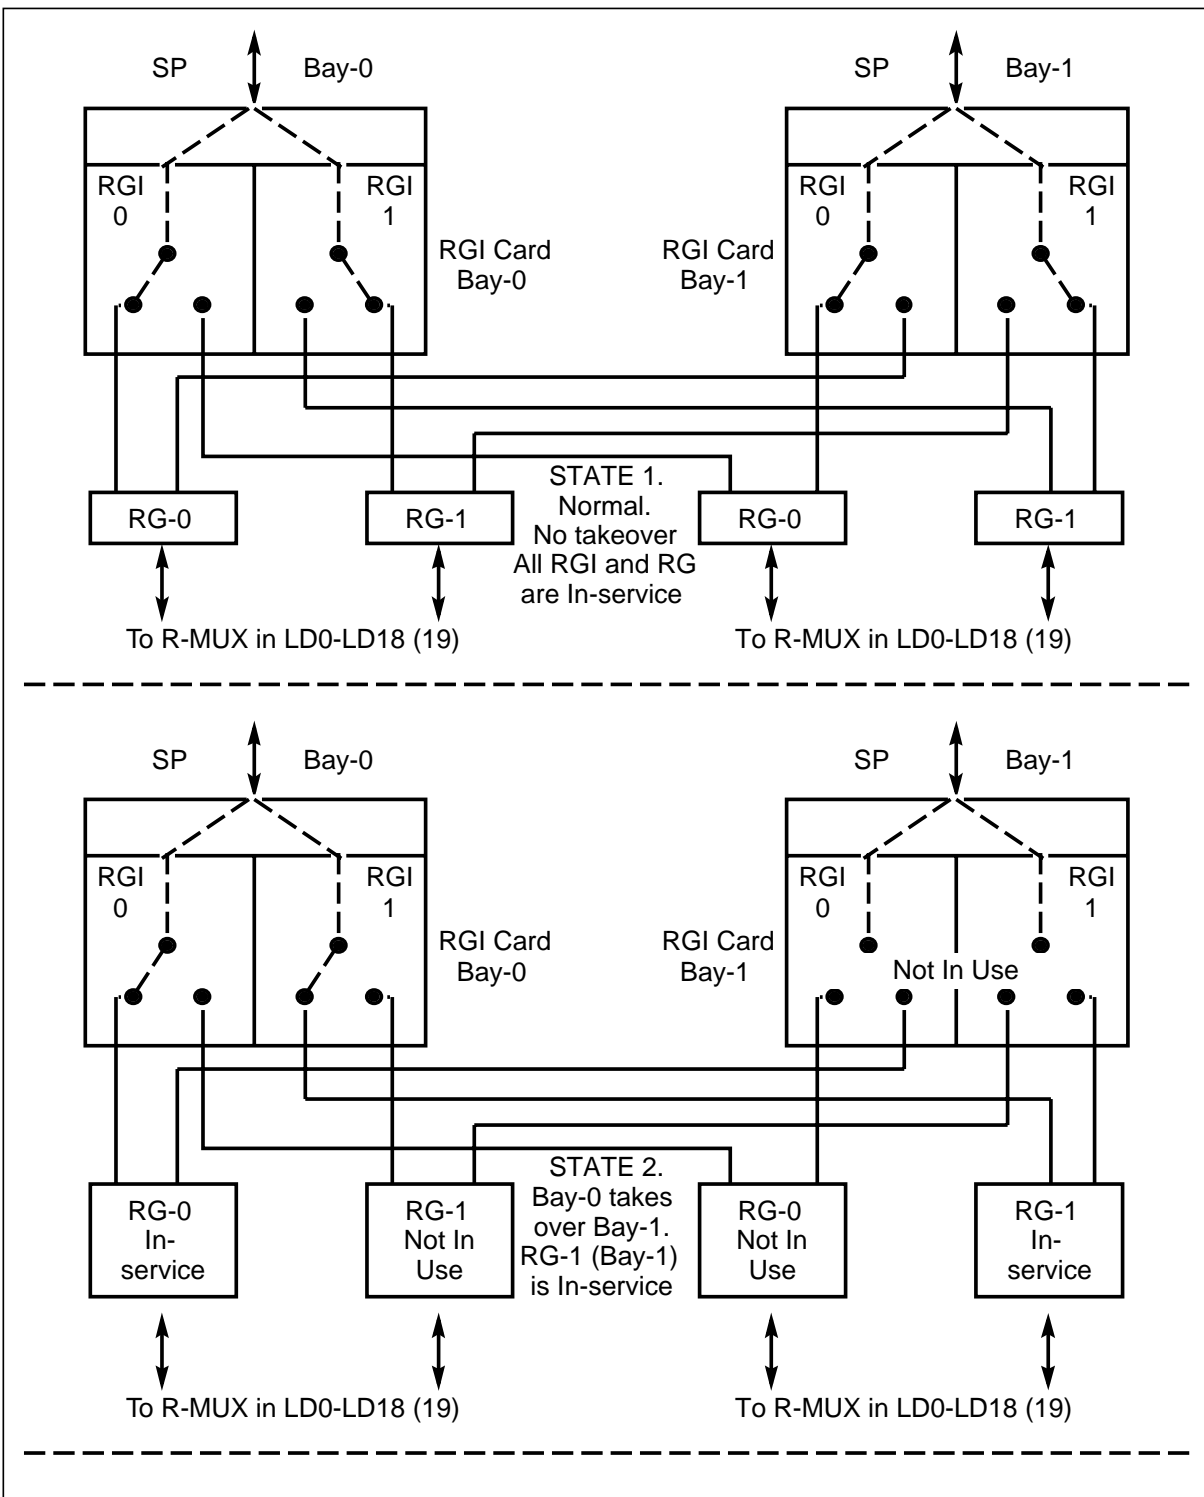 SP
Bay-0
SP
Bay-1
RGI
0
RGI
1
RGI
0
RGI
1
RGI Card
Bay-0
RGI Card
Bay-1
STATE 1.
Normal.
No takeover
All RGI and RG
are In-service
RG-0
RG-1
RG-0
RG-1
To R-MUX in LD0-LD18 (19)
To R-MUX in LD0-LD18 (19)
SP
Bay-0
SP
Bay-1
RGI
0
RGI
1
RGI
0
RGI
1
RGI Card
Bay-0
RGI Card
Bay-1
Not In Use
STATE 2.
Bay-0 takes
over Bay-1.
RG-1 (Bay-1)
is In-service
RG-0
In-
service
RG-1
Not In
Use
RG-0
Not In
Use
RG-1
In-
service
To R-MUX in LD0-LD18 (19)
To R-MUX in LD0-LD18 (19)